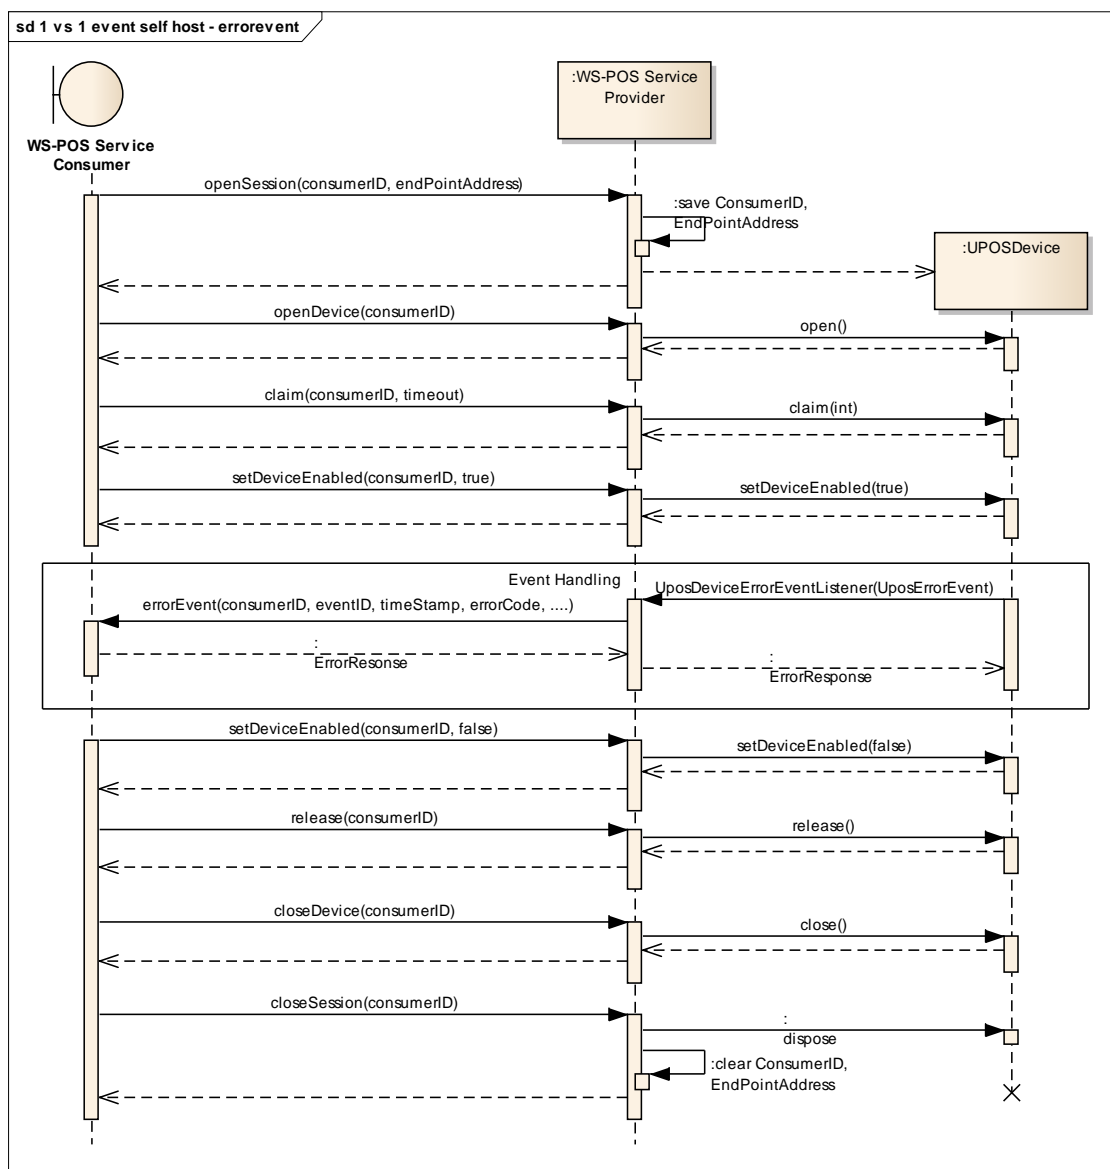 sd 1 vs 1 event self host - errorevent
:WS-POS Service
Provider
WS-POS Service
Consumer
openSession(consumerID, endPointAddress)
:save ConsumerID,
EndPointAddress
:UPOSDevice
openDevice(consumerID)
open()
claim(consumerID, timeout)
claim(int)
setDeviceEnabled(consumerID, true)
setDeviceEnabled(true)
Event Handling
UposDeviceErrorEventListener(UposErrorEvent)
errorEvent(consumerID, eventID, timeStamp, errorCode, ....)
:
ErrorResonse
:
ErrorResponse
setDeviceEnabled(consumerID, false)
setDeviceEnabled(false)
release(consumerID)
release()
closeDevice(consumerID)
close()
closeSession(consumerID)
:
dispose
:clear ConsumerID,
EndPointAddress